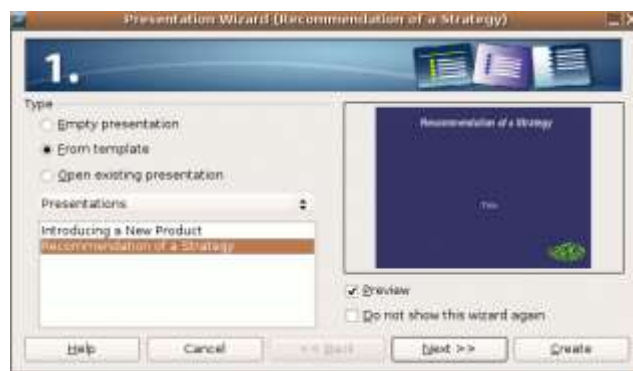 Presentation Wizard (Recommendation of a Strategy)
1.
Type
Empty presentation
From template
Open existing presentation
Presentations
Introducing a New Product
Recommendation of a Strategy
Recommendation of a Strategy
Title
Preview
Do not show this wizard again
Help
Cancel
<< Back
Next >>
Create